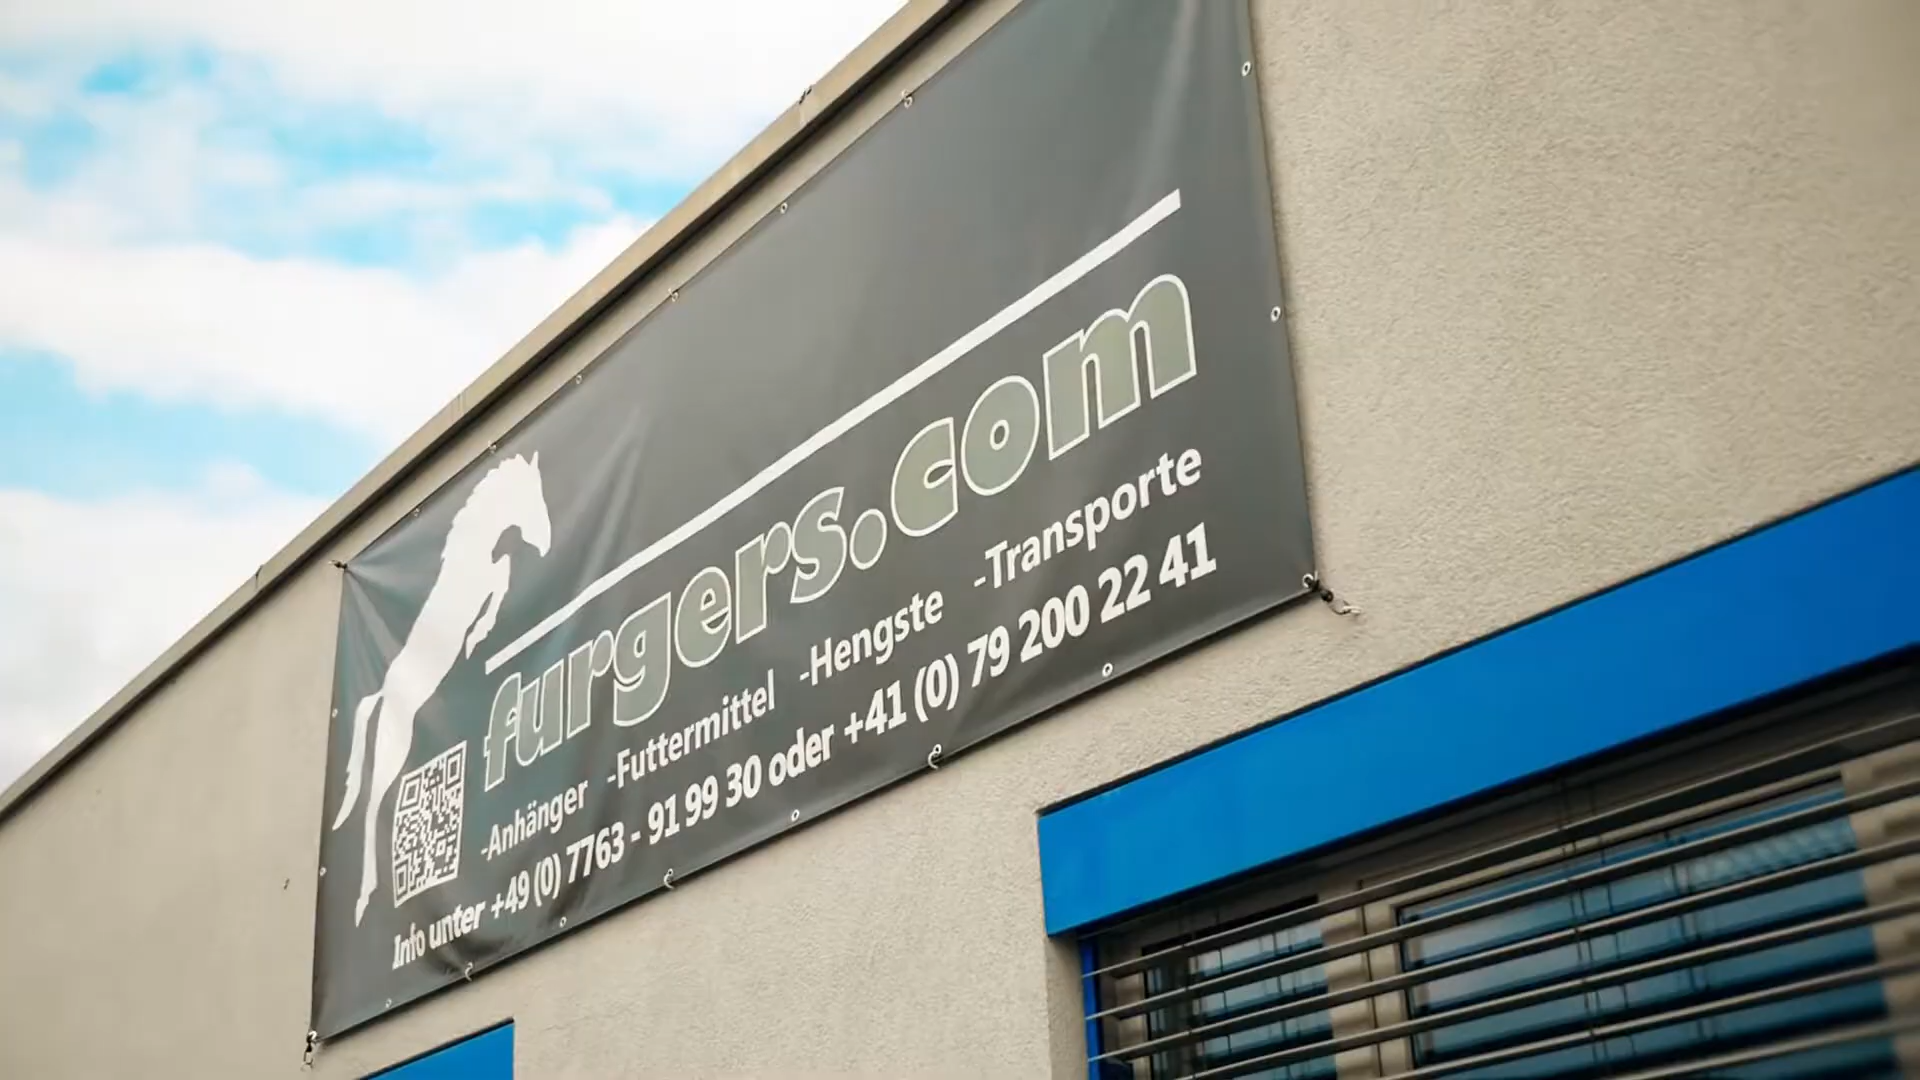 furgers.com
-Anhänger -Futtermittel -Hengste -Transporte
Info unter +49 (0) 7763 - 91 99 30 oder +41 (0) 79 200 22 41